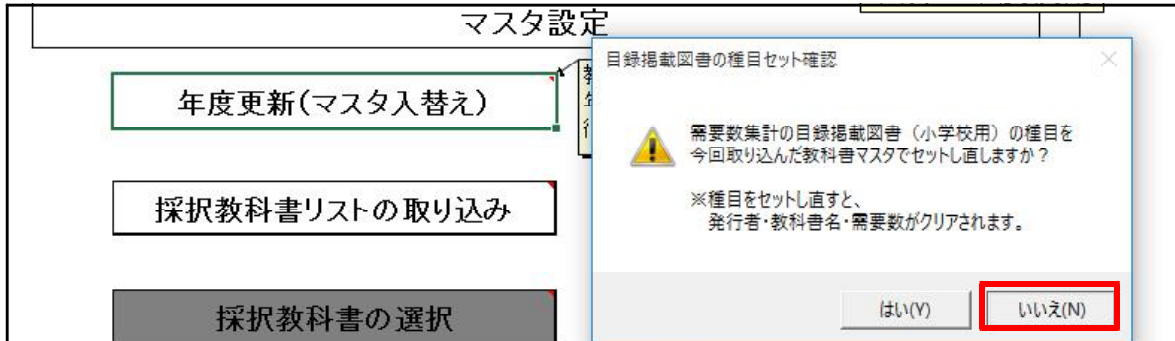 マスタ設定
目録掲載図書の種目セット確認
年度更新(マスタ入替え)
需要数集計の目録掲載図書（小学校用）の種目を
今回取り込んだ教科書マスタでセットし直しますか？
※種目をセットし直すと、
発行者・教科書名・需要数がクリアされます。
採択教科書リストの取り込み
採択教科書の選択
はい(Y)
いいえ(N)